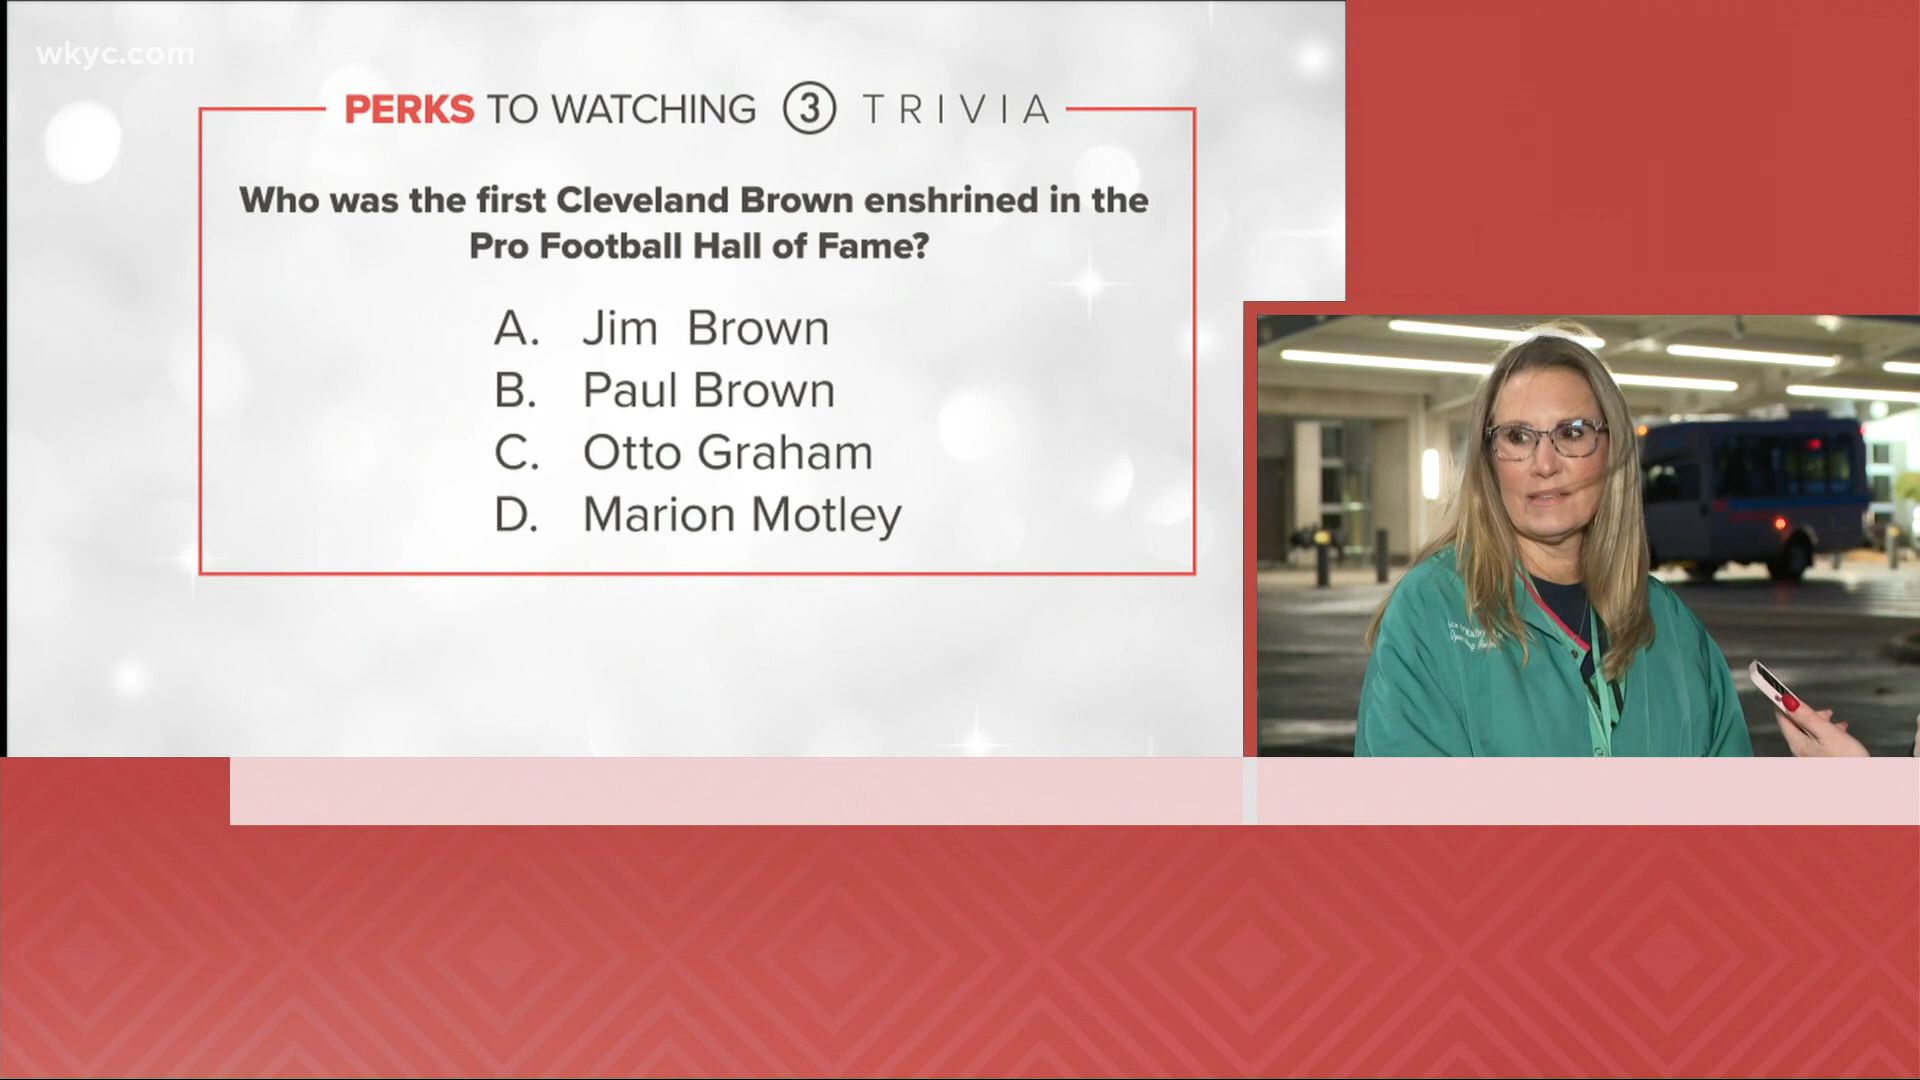 wkyc.com
PERKS TO WATCHING 3 TRIVIA
Who was the first Cleveland Brown enshrined in the
Pro Football Hall of Fame?
A. Jim Brown
B. Paul Brown
C. Otto Graham
D. Marion Motley